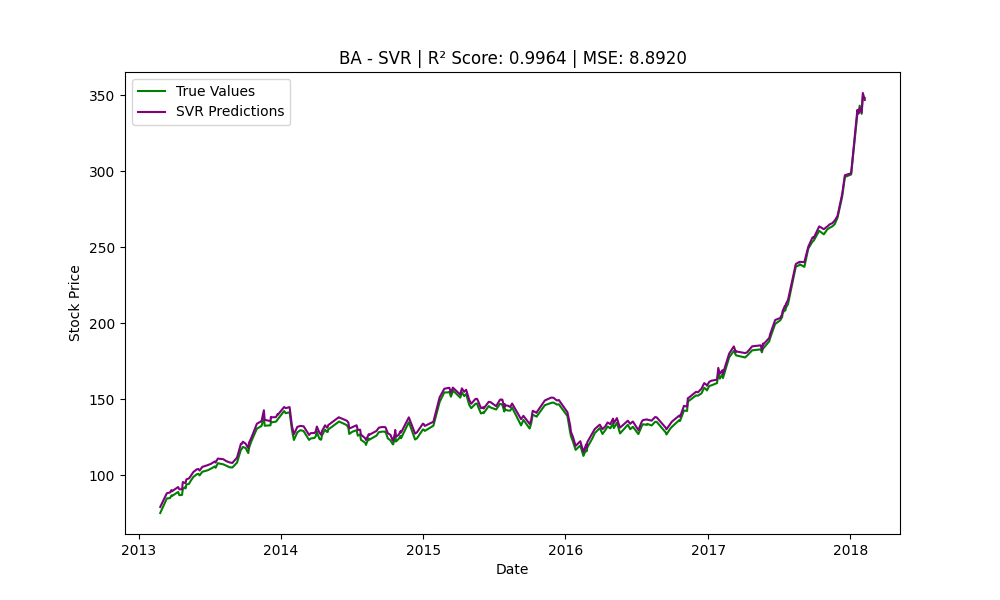 BA - SVR | R² Score: 0.9964 | MSE: 8.8920
True Values
SVR Predictions
350
300
250
200
150
100
Stock Price
2013 2014 2015 2016 2017 2018
Date